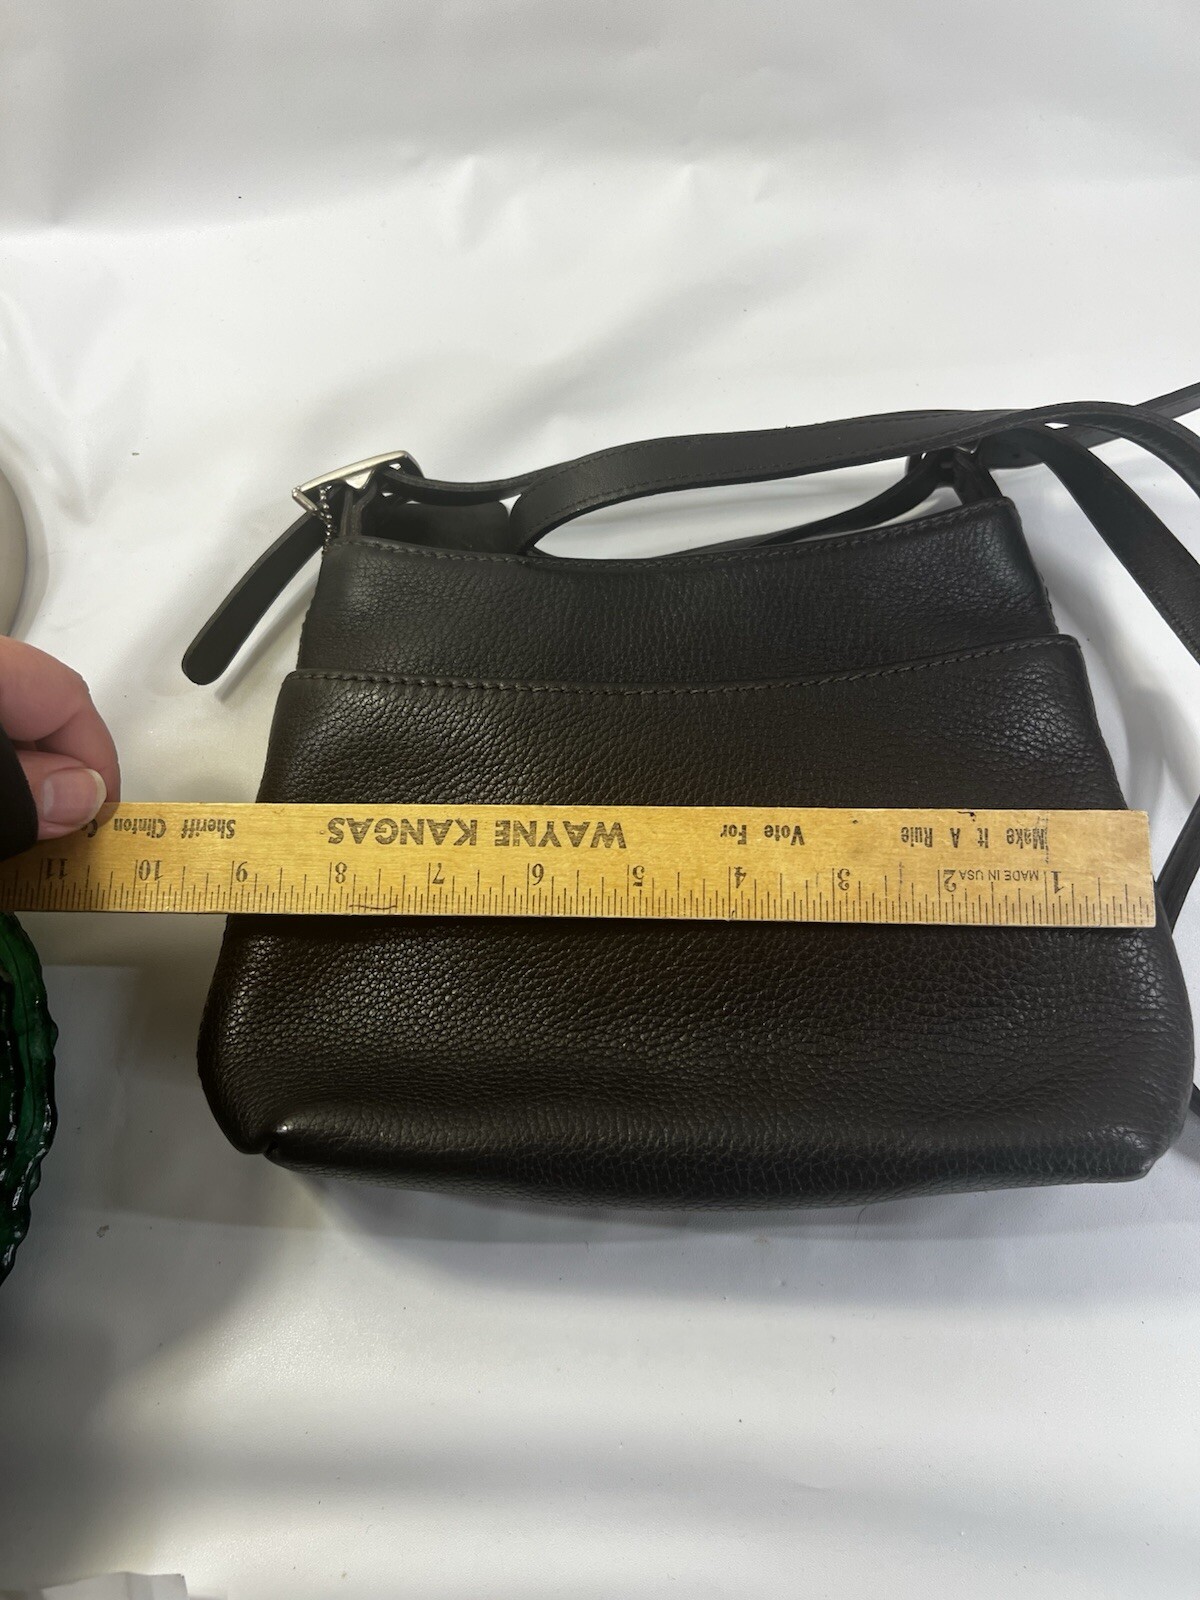 Make It A Rule Vote For WAYNE KANGAS Sheriff Clinton
MADE IN USA
1 2 3 4 5 6 7 8 9 10 11